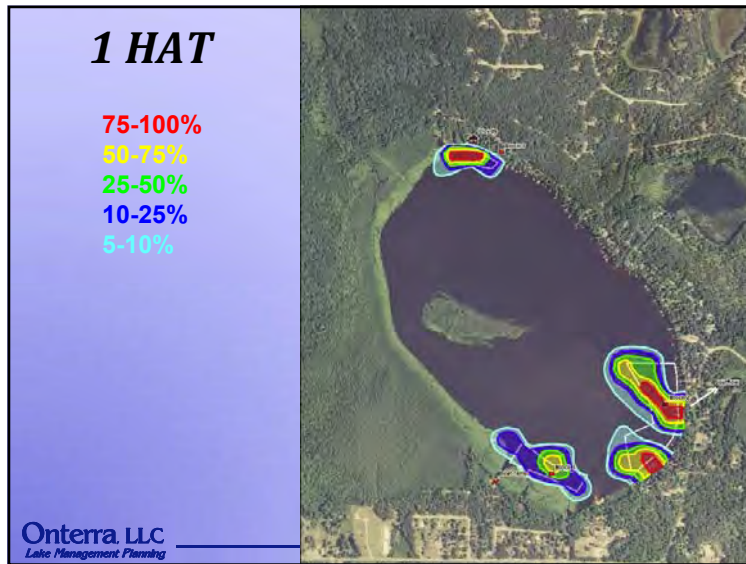 1 HAT
75-100%
50-75%
25-50%
10-25%
5-10%
Onterra, LLC
Lake Management Planning